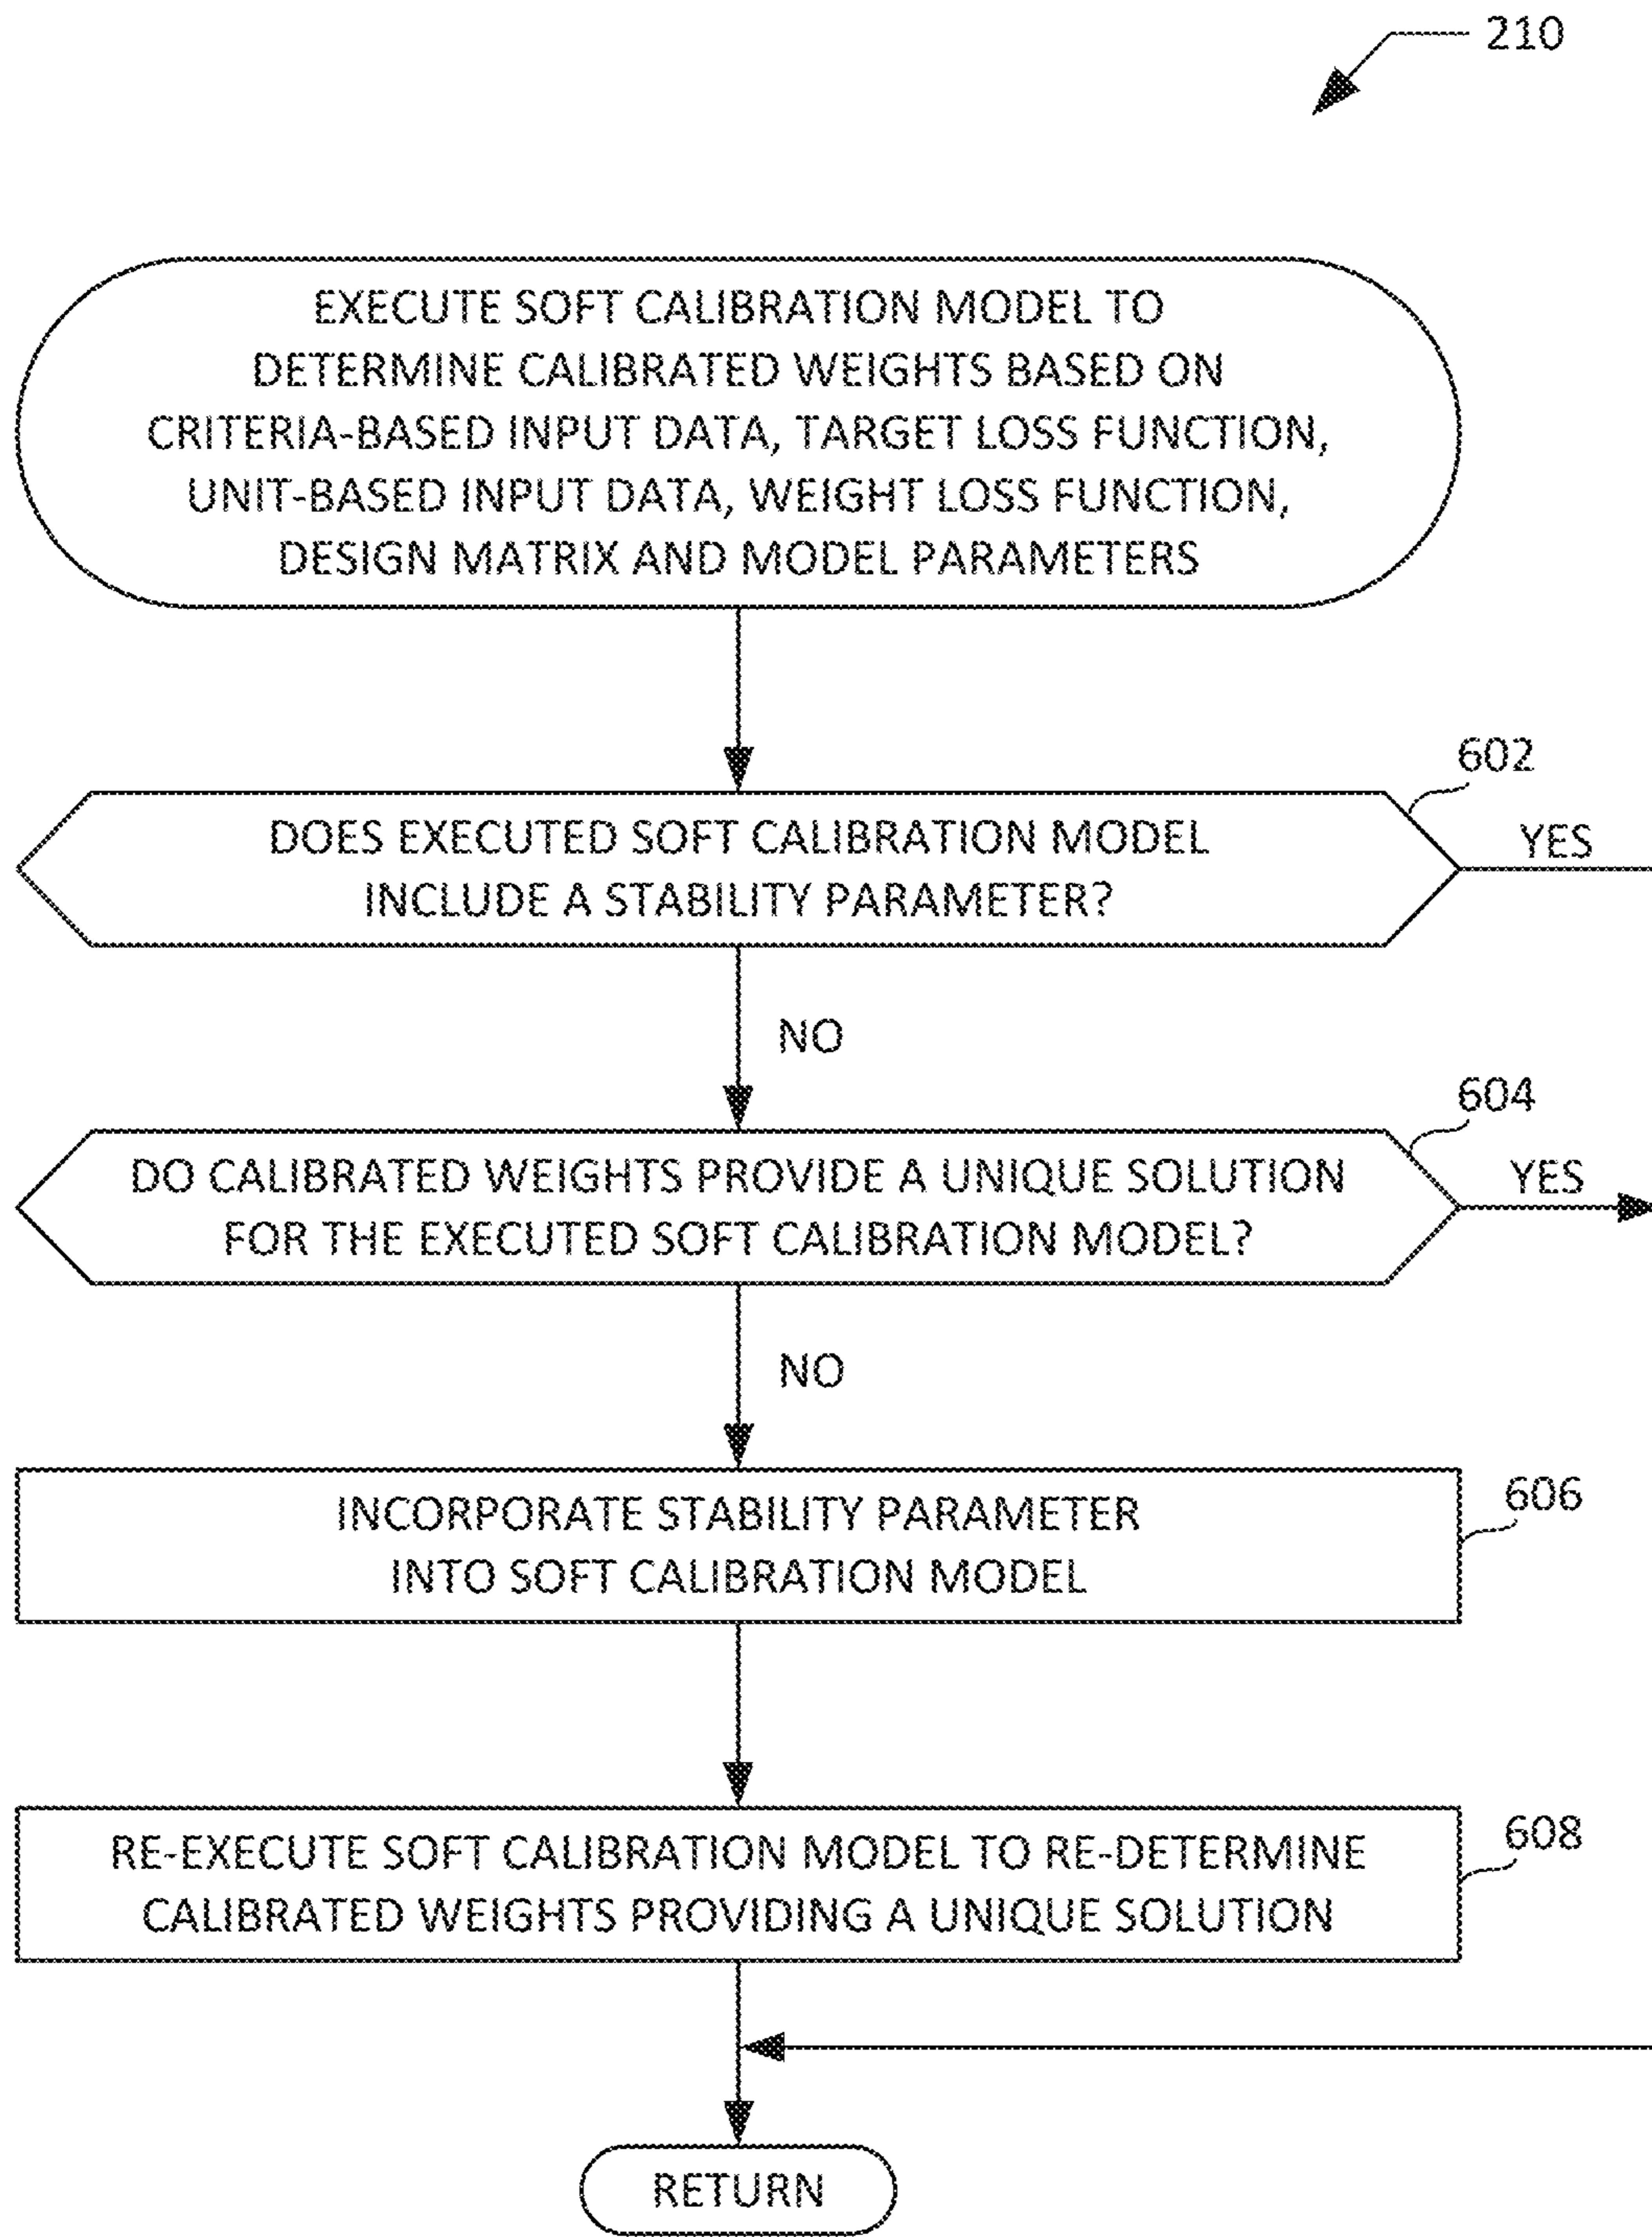 210
EXECUTE SOFT CALIBRATION MODEL TO
DETERMINE CALIBRATED WEIGHTS BASED ON
CRITERIA-BASED INPUT DATA, TARGET LOSS FUNCTION,
UNIT-BASED INPUT DATA, WEIGHT LOSS FUNCTION,
DESIGN MATRIX AND MODEL PARAMETERS
602
DOES EXECUTED SOFT CALIBRATION MODEL
INCLUDE A STABILITY PARAMETER?
YES
NO
604
DO CALIBRATED WEIGHTS PROVIDE A UNIQUE SOLUTION
FOR THE EXECUTED SOFT CALIBRATION MODEL?
YES
NO
606
INCORPORATE STABILITY PARAMETER
INTO SOFT CALIBRATION MODEL
608
RE-EXECUTE SOFT CALIBRATION MODEL TO RE-DETERMINE
CALIBRATED WEIGHTS PROVIDING A UNIQUE SOLUTION
RETURN